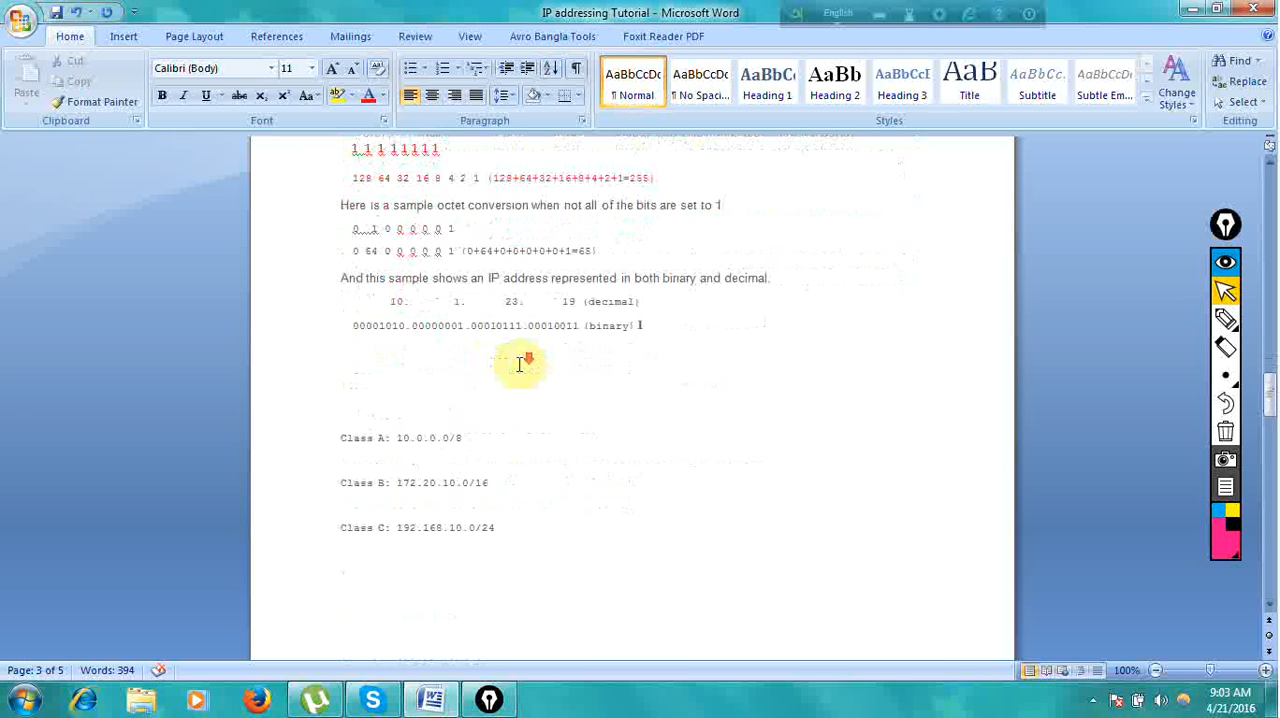 IP addressing Tutorial - Microsoft Word
English
Home Insert Page Layout References Mailings Review View Avro Bangla Tools Foxit Reader PDF
Paste Cut Copy Format Painter
Calibri (Body) 11
AaBbCcDc AaBbCcDc AaBbC AaBb AaBbCcI AaB AaBbCc. AaBbCcD.
¶ Normal ¶ No Spaci... Heading 1 Heading 2 Heading 3 Title Subtitle Subtle Em...
Change Styles
Find Replace Select
Clipboard Font Paragraph Styles Editing
1 1 1 1 1 1 1 1
128 64 32 16 8 4 2 1 (128+64+32+16+8+4+2+1=255)
Here is a sample octet conversion when not all of the bits are set to 1
0 1 0 0 0 0 0 1
0 64 0 0 0 0 0 1 (0+64+0+0+0+0+0+1=65)
And this sample shows an IP address represented in both binary and decimal.
10. 1. 23. 19 (decimal)
00001010.00000001.00010111.00010011 (binary)
Class A: 10.0.0.0/8
Class B: 172.20.10.0/16
Class C: 192.168.10.0/24
Page: 3 of 5 Words: 394 100%
9:03 AM
4/21/2016